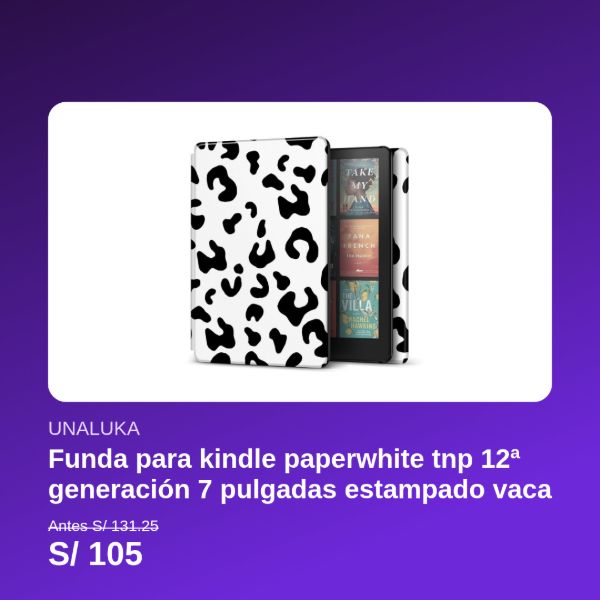 TAKE
MY
HAND
TANA
FRENCH
THE
VILLA
RACHEL
HAWKINS
UNALUKA
Funda para kindle paperwhite tnp 12ª
generación 7 pulgadas estampado vaca
Antes S/ 131.25
S/ 105